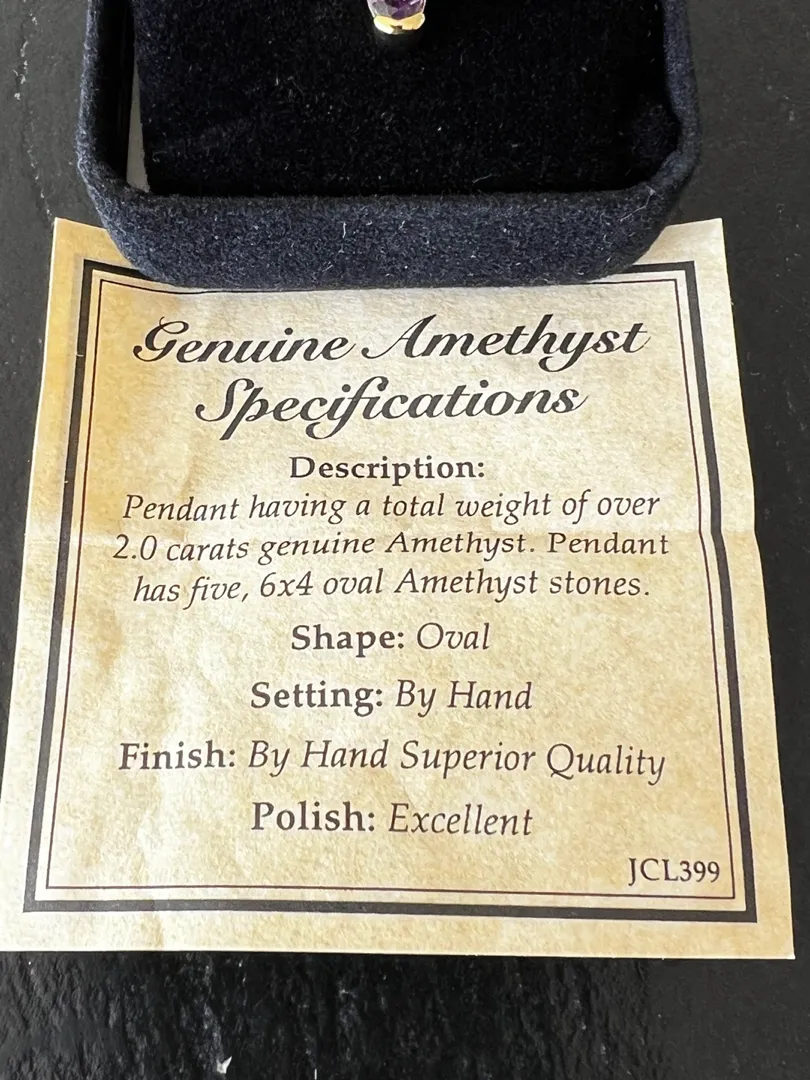 Genuine Amethyst
Specifications
Description:
Pendant having a total weight of over
2.0 carats genuine Amethyst. Pendant
has five, 6x4 oval Amethyst stones.
Shape: Oval
Setting: By Hand
Finish: By Hand Superior Quality
Polish: Excellent
JCL399